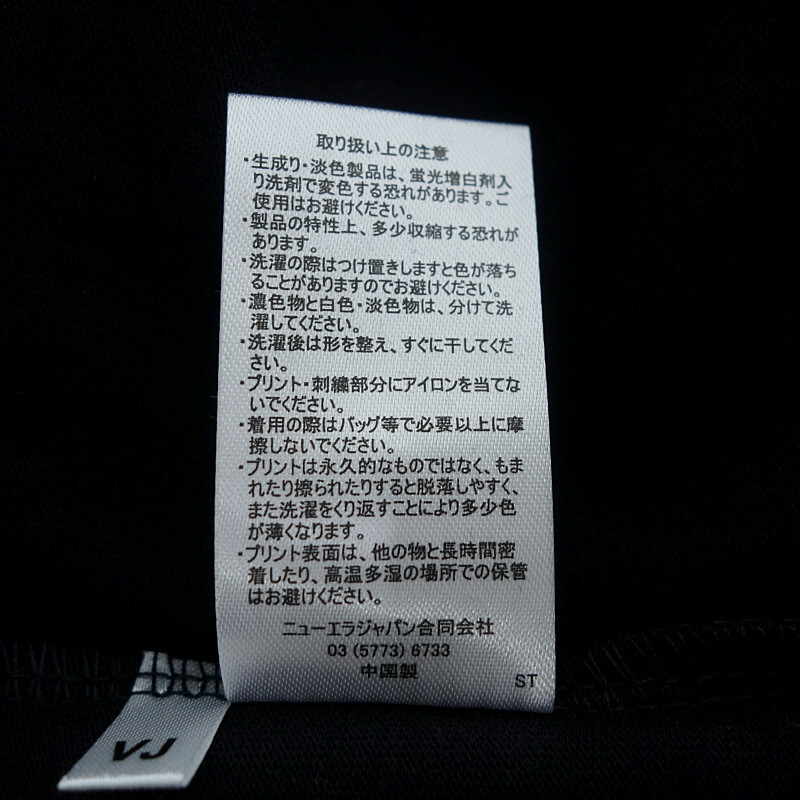 取り扱い上の注意
・生成り・淡色製品は、蛍光増白剤入
り洗剤で変色する恐れがあります。ご
使用はお避けください。
・製品の特性上、多少収縮する恐れが
あります。
・洗濯の際はつけ置きしますと色が落ち
ることがありますのでお避けください。
・濃色物と白色・淡色物は、分けて洗
濯してください。
・洗濯後は形を整え、すぐに干してくだ
さい。
・プリント・刺繍部分にアイロンを当てな
いでください。
・着用の際はバッグ等で必要以上に摩
擦しないでください。
・プリントは永久的なものではなく、もま
れたり擦られたりすると脱落しやすく、
また洗濯をくり返すことにより多少色
が薄くなります。
・プリント表面は、他の物と長時間密
着したり、高温多湿の場所での保管
はお避けください。
ニューエラジャパン合同会社
03 (5773) 6733
中国製
ST
VJ